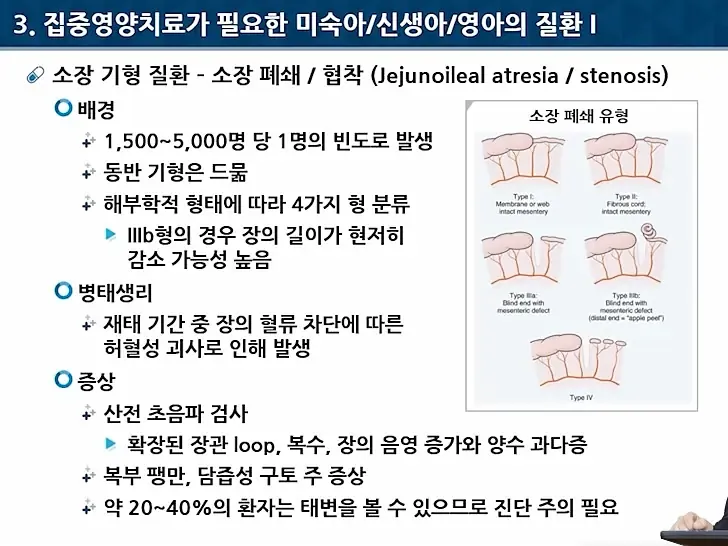 3. 집중영양치료가 필요한 미숙아/신생아/영아의 질환 I
소장 기형 질환 - 소장 폐쇄 / 협착 (Jejunoileal atresia / stenosis)
배경
1,500~5,000명 당 1명의 빈도로 발생
동반 기형은 드묾
해부학적 형태에 따라 4가지 형 분류
IIIb형의 경우 장의 길이가 현저히
감소 가능성 높음
병태생리
재태 기간 중 장의 혈류 차단에 따른
허혈성 괴사로 인해 발생
증상
산전 초음파 검사
확장된 장관 loop, 복수, 장의 음영 증가와 양수 과다증
복부 팽만, 담즙성 구토 주 증상
약 20~40%의 환자는 태변을 볼 수 있으므로 진단 주의 필요
소장 폐쇄 유형
Type I:
Membrane or web
intact mesentery
Type II:
Fibrous cord;
intact mesentery
Type IIIa:
Blind end with
mesenteric defect
Type IIIb:
Blind end with
mesenteric defect
(distal end = "apple peel")
Type IV